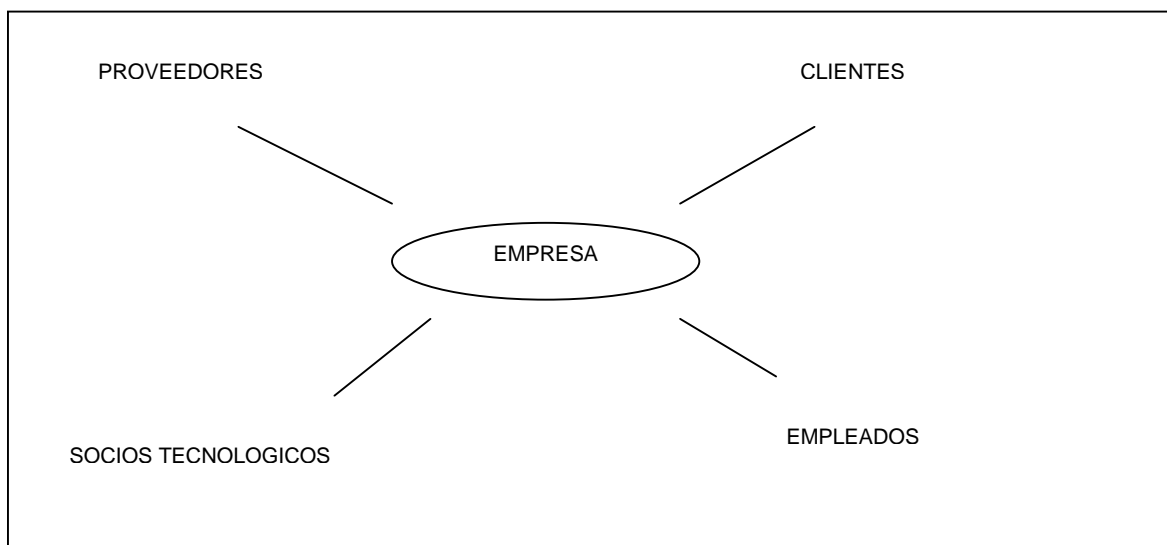 PROVEEDORES
CLIENTES
EMPRESA
SOCIOS TECNOLOGICOS
EMPLEADOS